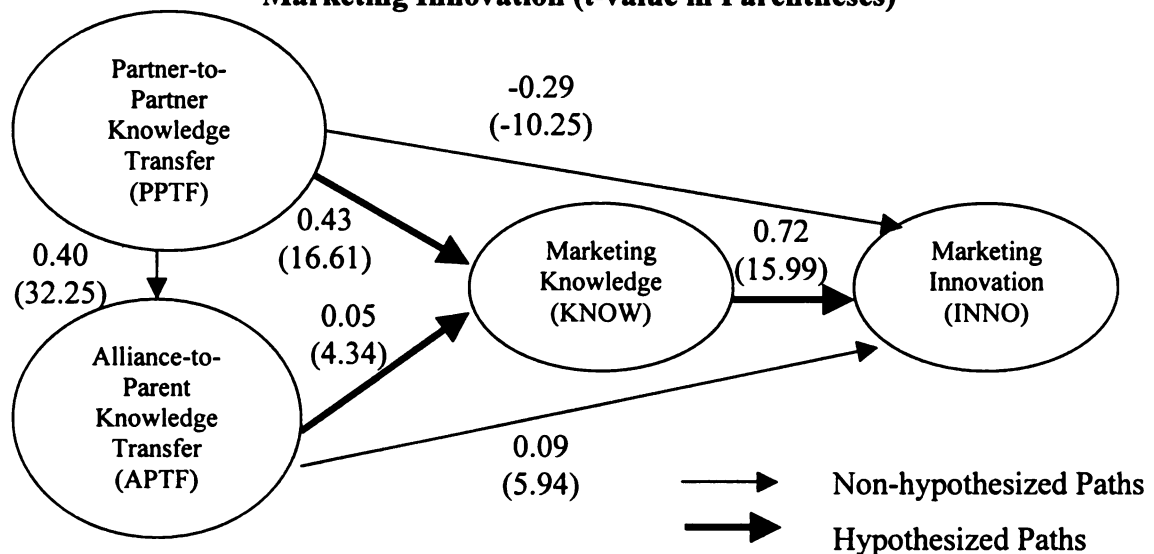 Marketing Innovation (t-value in Parentheses)
Partner-to-
Partner
Knowledge
Transfer
(PPTF)
-0.29
(-10.25)
0.43
(16.61)
0.40
(32.25)
Marketing
Knowledge
(KNOW)
0.72
(15.99)
Marketing
Innovation
(INNO)
0.05
(4.34)
Alliance-to-
Parent
Knowledge
Transfer
(APTF)
0.09
(5.94)
Non-hypothesized Paths
Hypothesized Paths